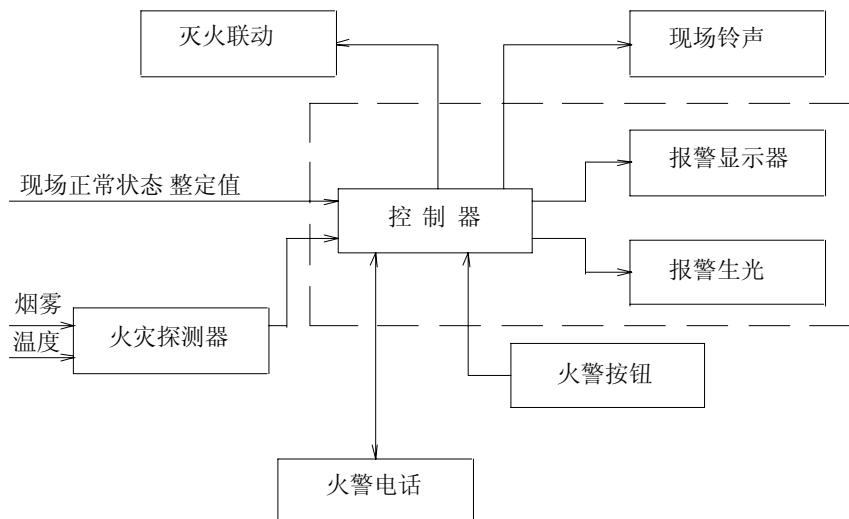 灭火联动
现场铃声
报警显示器
现场正常状态 整定值
控 制 器
报警生光
烟雾
温度
火灾探测器
火警按钮
火警电话